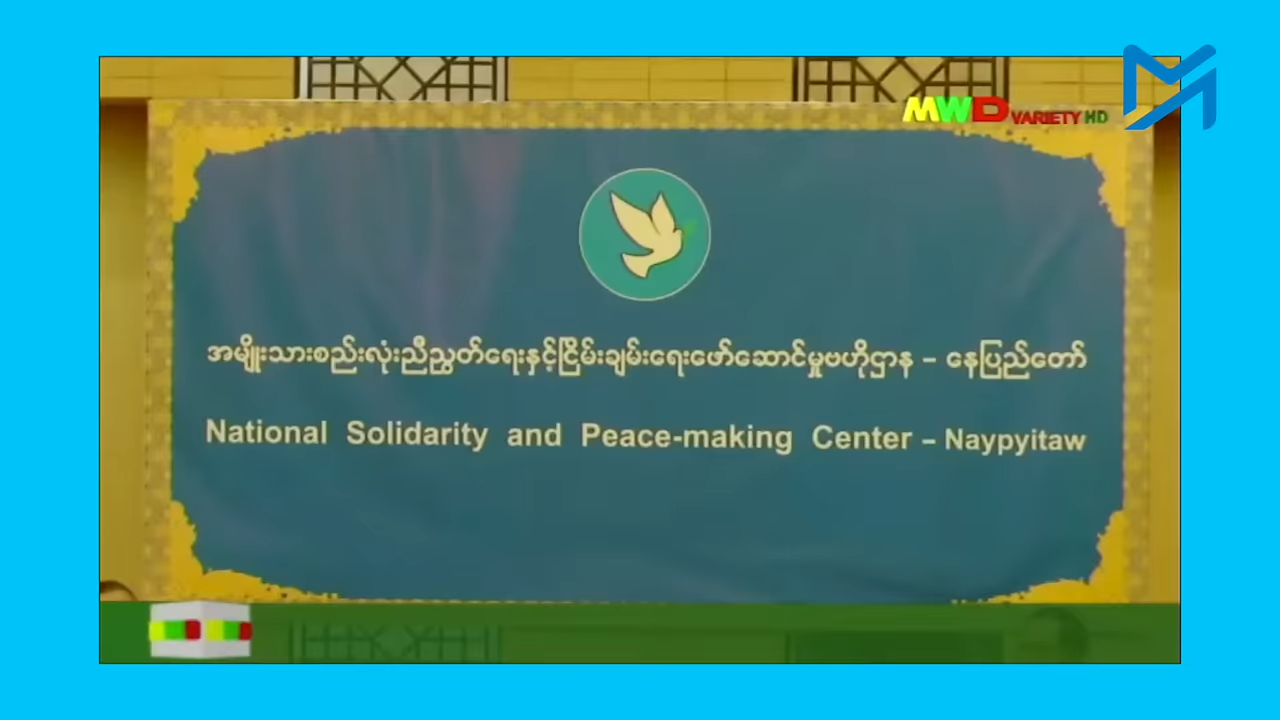 MWD VARIETY HD
အမျိုးသားစည်းလုံးညီညွတ်ရေးနှင့်ငြိမ်းချမ်းရေးဖော်ဆောင်မှုဗဟိုဌာန – နေပြည်တော်
National Solidarity and Peace-making Center – Naypyitaw